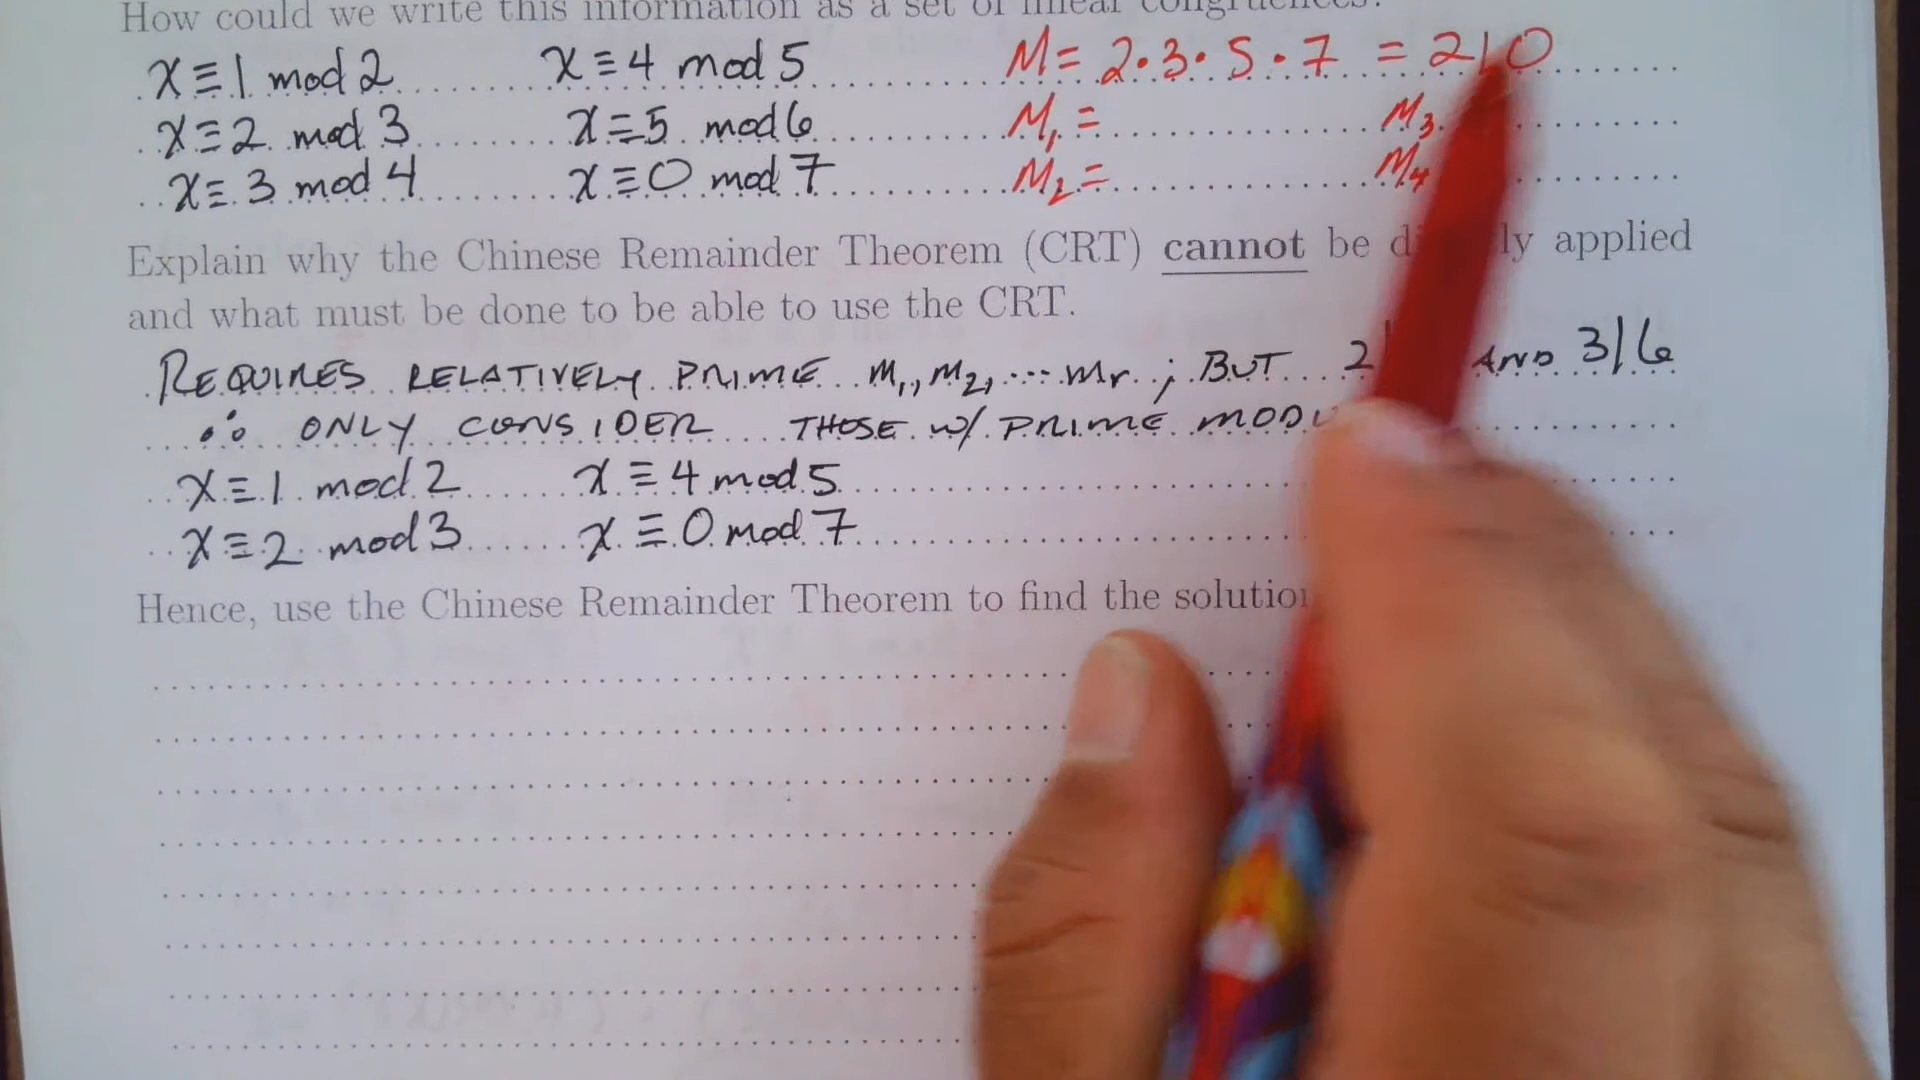 How could we write this information as a set of linear congruences?
x≡1 mod 2 x≡4 mod 5 M= 2·3·5·7 = 210
x≡2 mod 3 x≡5 mod 6 M₁= M₃
x≡3 mod 4 x≡0 mod 7 M₂= M₄
Explain why the Chinese Remainder Theorem (CRT) cannot be applied
and what must be done to be able to use the CRT.
REQUIRES RELATIVELY PRIME m₁, m₂, ... mr ; BUT 2| AND 3|6
∴ ONLY CONSIDER THOSE W/ PRIME
x≡1 mod 2 x≡4 mod 5
x≡2 mod 3 x≡0 mod 7
Hence, use the Chinese Remainder Theorem to find the solution